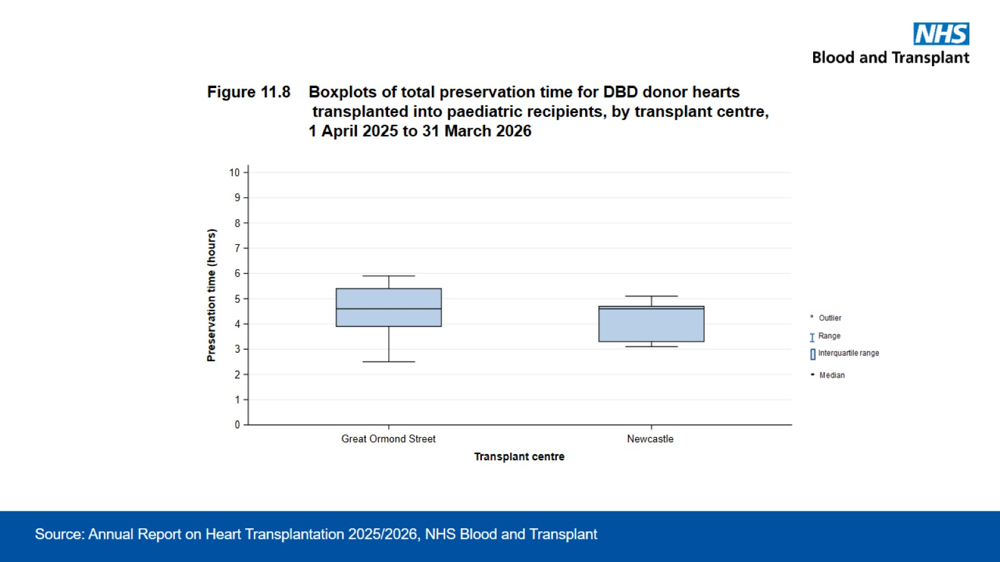 NHS
Blood and Transplant
Figure 11.8 Boxplots of total preservation time for DBD donor hearts
transplanted into paediatric recipients, by transplant centre,
1 April 2025 to 31 March 2026
10
9
8
7
6
5
4
3
2
1
0
Preservation time (hours)
Great Ormond Street
Newcastle
Transplant centre
Outlier
Range
Interquartile range
Median
Source: Annual Report on Heart Transplantation 2025/2026, NHS Blood and Transplant